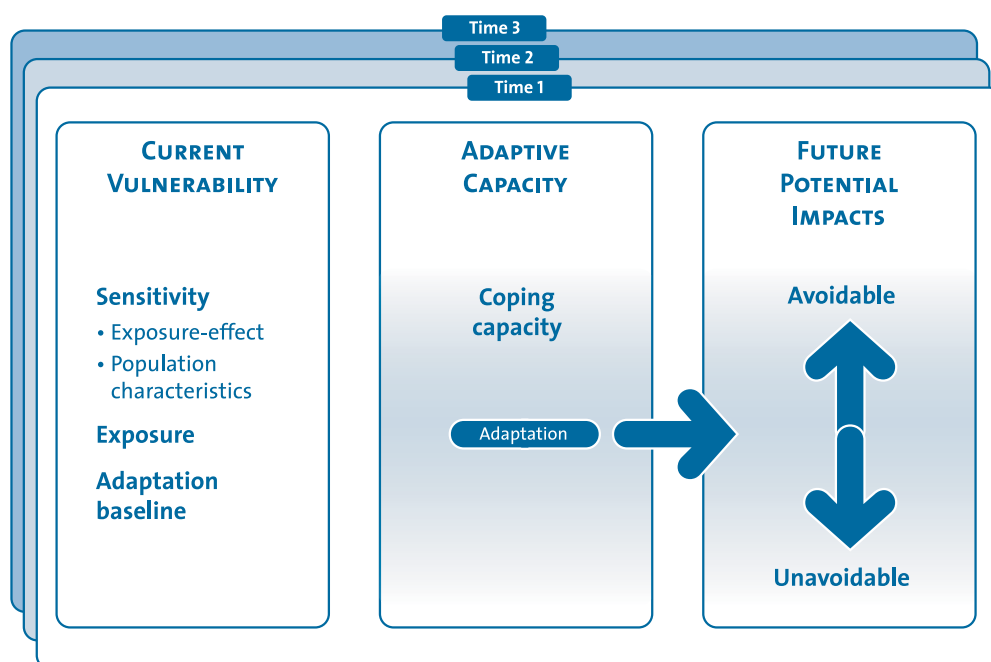 Time 3
Time 2
Time 1
CURRENT
VULNERABILITY
Sensitivity
• Exposure-effect
• Population
characteristics
Exposure
Adaptation
baseline
ADAPTIVE
CAPACITY
Coping
capacity
Adaptation
FUTURE
POTENTIAL
IMPACTS
Avoidable
Unavoidable